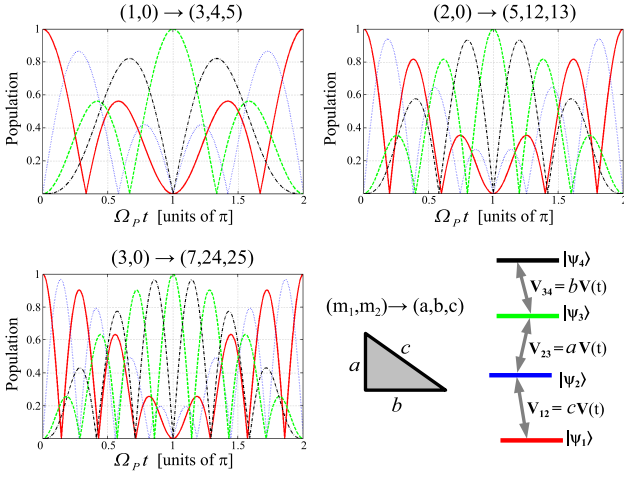 (1,0) → (3,4,5)
Population
1
0.8
0.6
0.4
0.2
0
0.5
1
1.5
2
Ω_P t [units of π]
(2,0) → (5,12,13)
Population
1
0.8
0.6
0.4
0.2
0
0.5
1
1.5
2
Ω_P t [units of π]
(3,0) → (7,24,25)
Population
1
0.8
0.6
0.4
0.2
0
0.5
1
1.5
2
Ω_P t [units of π]
(m₁,m₂)→ (a,b,c)
a
c
b
|ψ₄⟩
V₃₄= bV(t)
|ψ₃⟩
V₂₃= aV(t)
|ψ₂⟩
V₁₂= cV(t)
|ψ₁⟩